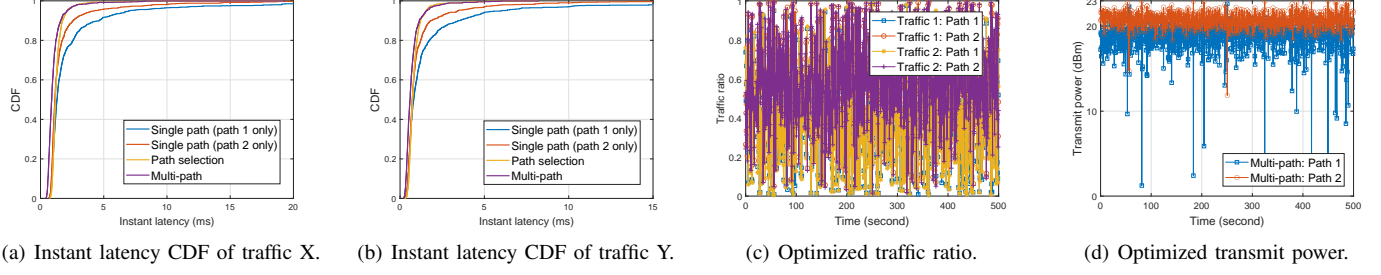 1
0.8
0.6
0.4
0.2
0
CDF
0 5 10 15 20
Instant latency (ms)
Single path (path 1 only)
Single path (path 2 only)
Path selection
Multi-path
(a) Instant latency CDF of traffic X.
1
0.8
0.6
0.4
0.2
0
CDF
0 5 10 15
Instant latency (ms)
Single path (path 1 only)
Single path (path 2 only)
Path selection
Multi-path
(b) Instant latency CDF of traffic Y.
1
0.8
0.6
0.4
0.2
0
Traffic ratio
0 100 200 300 400 500
Time (second)
Traffic 1: Path 1
Traffic 1: Path 2
Traffic 2: Path 1
Traffic 2: Path 2
(c) Optimized traffic ratio.
23
20
10
0
Transmit power (dBm)
0 100 200 300 400 500
Time (second)
Multi-path: Path 1
Multi-path: Path 2
(d) Optimized transmit power.